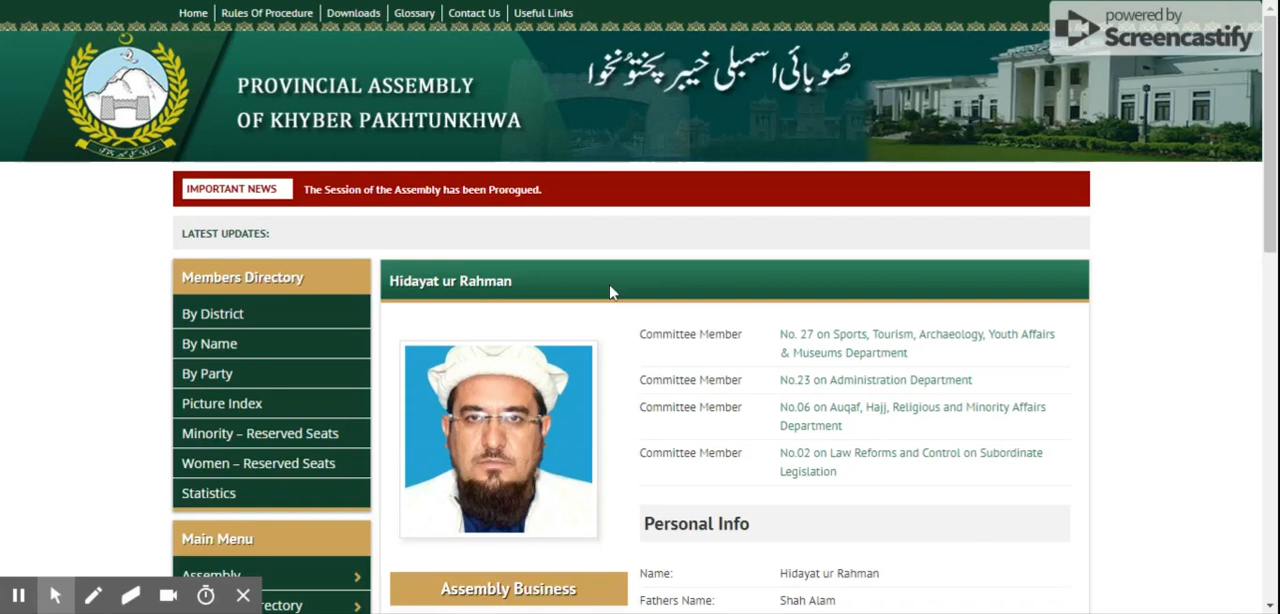 Home
Rules Of Procedure
Downloads
Glossary
Contact Us
Useful Links
powered by
Screencastify
PROVINCIAL ASSEMBLY
OF KHYBER PAKHTUNKHWA
صُوبائی اسمبلی خیبر پختونخوا
IMPORTANT NEWS
The Session of the Assembly has been Prorogued.
LATEST UPDATES:
Members Directory
By District
By Name
By Party
Picture Index
Minority – Reserved Seats
Women – Reserved Seats
Statistics
Main Menu
Assembly
ectory
Hidayat ur Rahman
Committee Member
No. 27 on Sports, Tourism, Archaeology, Youth Affairs
& Museums Department
Committee Member
No.23 on Administration Department
Committee Member
No.06 on Auqaf, Hajj, Religious and Minority Affairs
Department
Committee Member
No.02 on Law Reforms and Control on Subordinate
Legislation
Personal Info
Name:
Hidayat ur Rahman
Fathers Name:
Shah Alam
Assembly Business